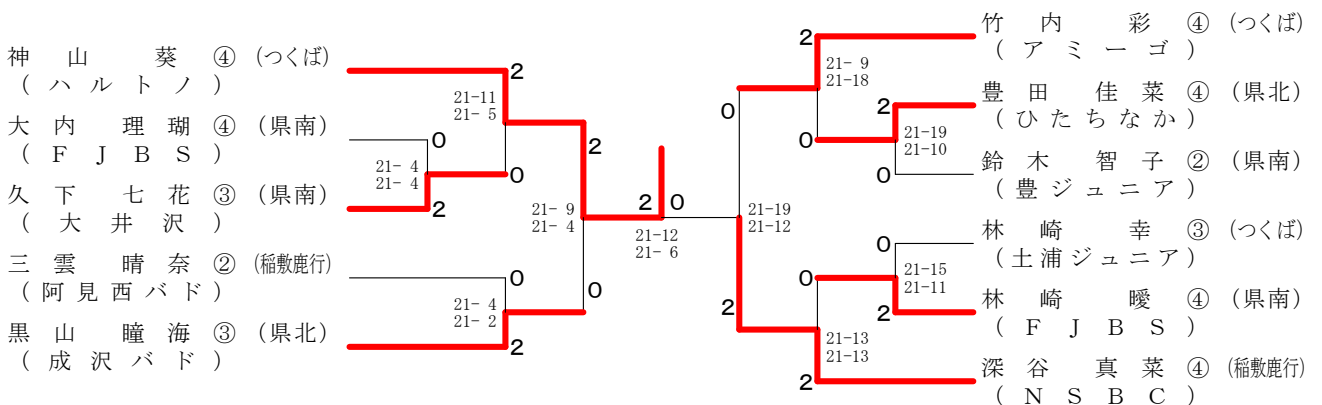 神山 葵 ④ (つくば)
(ハルトノ)
大内 理瑚 ④ (県南)
(FJBS)
久下 七花 ③ (県南)
(大井沢)
三雲 晴奈 ② (稲敷鹿行)
(阿見西バド)
黒山 瞳海 ③ (県北)
(成沢バド)
2
21-11
21- 5
0
0
21- 4
21- 4
2
2
21- 9
21- 4
0
0
21- 4
21- 2
2
2 0
21-12
21- 6
0
21-19
21-12
2
2
21- 9
21-18
0
2
21-19
21-10
0
0
21-15
21-11
2
0
21-13
21-13
2
竹内 彩 ④ (つくば)
(アミーゴ)
豊田 佳菜 ④ (県北)
(ひたちなか)
鈴木 智子 ② (県南)
(豊ジュニア)
林崎 幸 ③ (つくば)
(土浦ジュニア)
林崎 曖 ④ (県南)
(FJBS)
深谷 真菜 ④ (稲敷鹿行)
(NSBC)